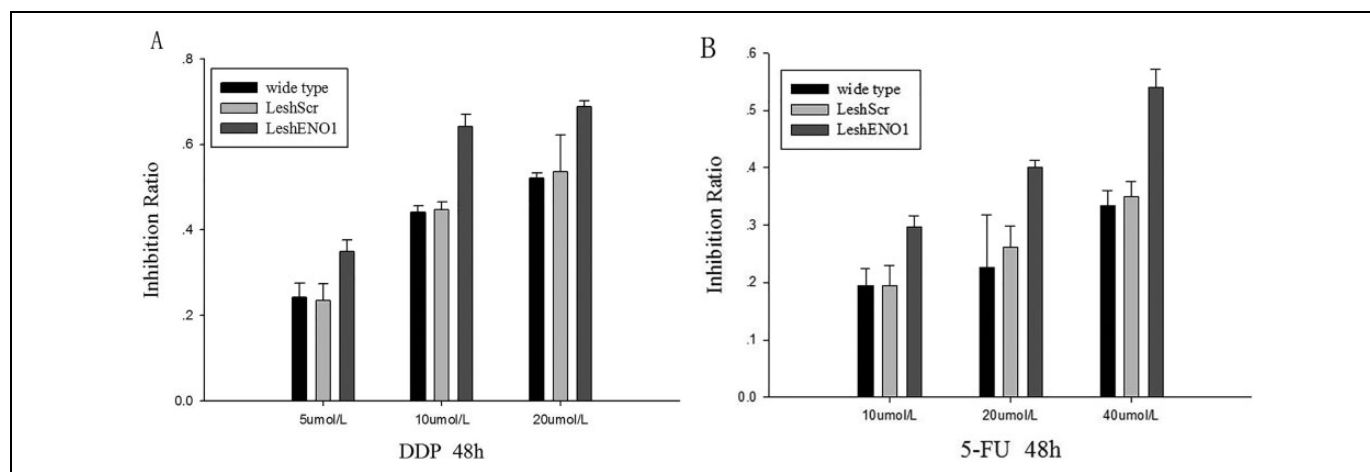 A
.8
.6
.4
.2
0.0
Inhibition Ratio
wide type
LeshScr
LeshENO1
5umol/L 10umol/L 20umol/L
DDP 48h
B
.6
.5
.4
.3
.2
.1
0.0
Inhibition Ratio
wide type
LeshScr
LeshENO1
10umol/L 20umol/L 40umol/L
5-FU 48h